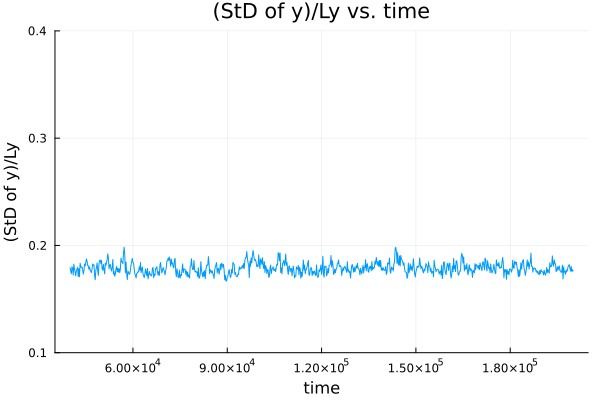 (StD of y)/Ly vs. time
0.4
0.3
0.2
0.1
(StD of y)/Ly
6.00×10⁴ 9.00×10⁴ 1.20×10⁵ 1.50×10⁵ 1.80×10⁵
time